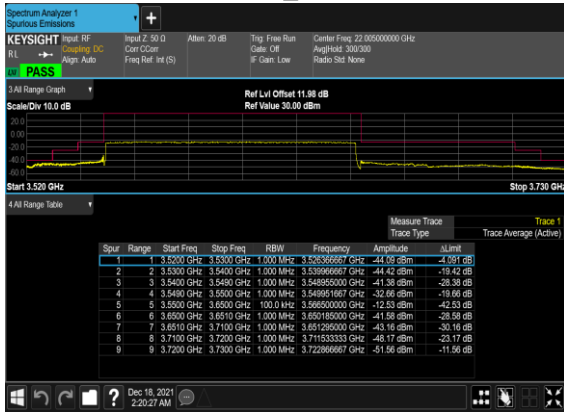 Spectrum Analyzer 1
Spurious Emissions
KEYSIGHT Input: RF Input Z: 50 Ω Atten: 20 dB Trig: Free Run Center Freq: 22.005000000 GHz
RL Coupling: DC Corr CCorr Gate: Off Avg|Hold: 300/300
Align: Auto Freq Ref: Int (S) IF Gain: Low Radio Std: None
PASS
3 All Range Graph Ref Lvl Offset 11.98 dB
Scale/Div 10.0 dB Ref Value 30.00 dBm
20.0
0.00
-20.0
-40.0
-60.0
Start 3.520 GHz Stop 3.730 GHz
4 All Range Table
Measure Trace Trace 1
Trace Type Trace Average (Active)
Spur Range Start Freq Stop Freq RBW Frequency Amplitude ΔLimit
1 1 3.5200 GHz 3.5300 GHz 1.000 MHz 3.526366667 GHz -44.09 dBm -4.091 dB
2 2 3.5300 GHz 3.5400 GHz 1.000 MHz 3.539966667 GHz -44.42 dBm -19.42 dB
3 3 3.5400 GHz 3.5490 GHz 1.000 MHz 3.548955000 GHz -41.38 dBm -28.38 dB
4 4 3.5490 GHz 3.5500 GHz 1.000 MHz 3.549951667 GHz -32.66 dBm -19.66 dB
5 5 3.5500 GHz 3.6500 GHz 100.0 kHz 3.566500000 GHz -12.53 dBm -42.53 dB
6 6 3.6500 GHz 3.6510 GHz 1.000 MHz 3.650185000 GHz -41.58 dBm -28.58 dB
7 7 3.6510 GHz 3.7100 GHz 1.000 MHz 3.651295000 GHz -43.16 dBm -30.16 dB
8 8 3.7100 GHz 3.7200 GHz 1.000 MHz 3.711533333 GHz -48.17 dBm -23.17 dB
9 9 3.7200 GHz 3.7300 GHz 1.000 MHz 3.722866667 GHz -51.56 dBm -11.56 dB
Dec 18, 2021
2:20:27 AM